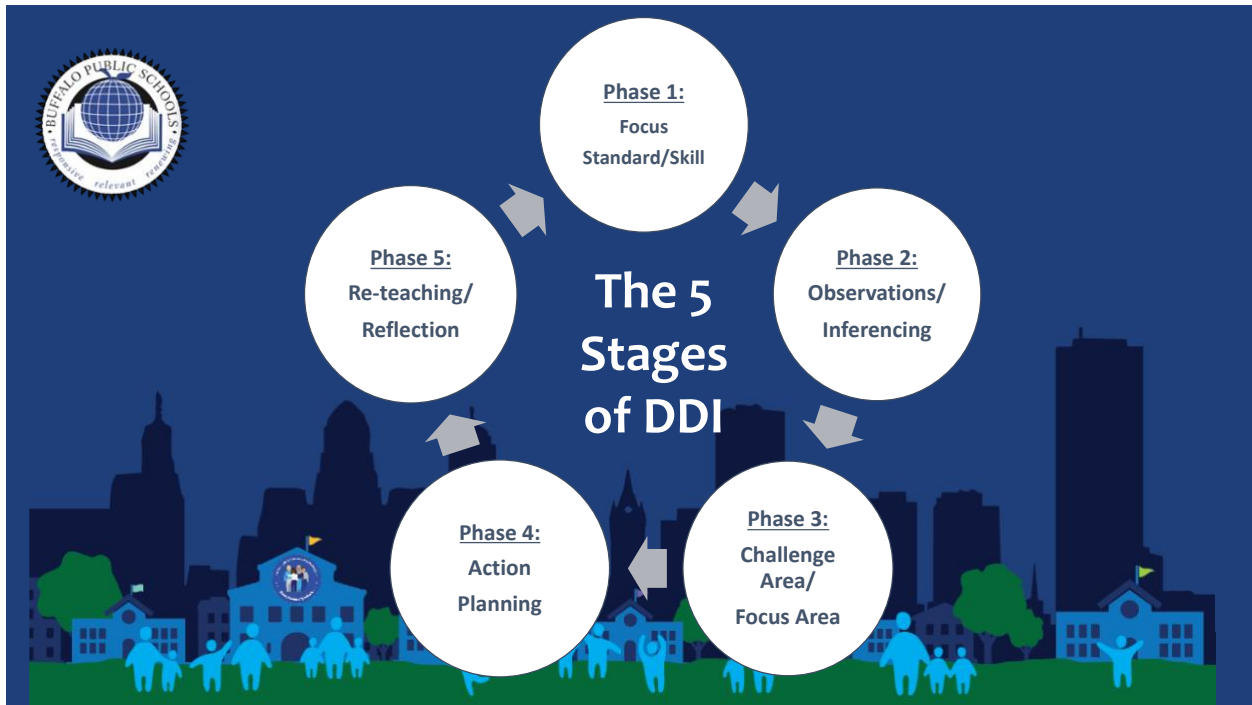 BUFFALO PUBLIC SCHOOLS
responsive relevant renewing
The 5
Stages
of DDI
Phase 1:
Focus
Standard/Skill
Phase 2:
Observations/
Inferencing
Phase 3:
Challenge
Area/
Focus Area
Phase 4:
Action
Planning
Phase 5:
Re-teaching/
Reflection